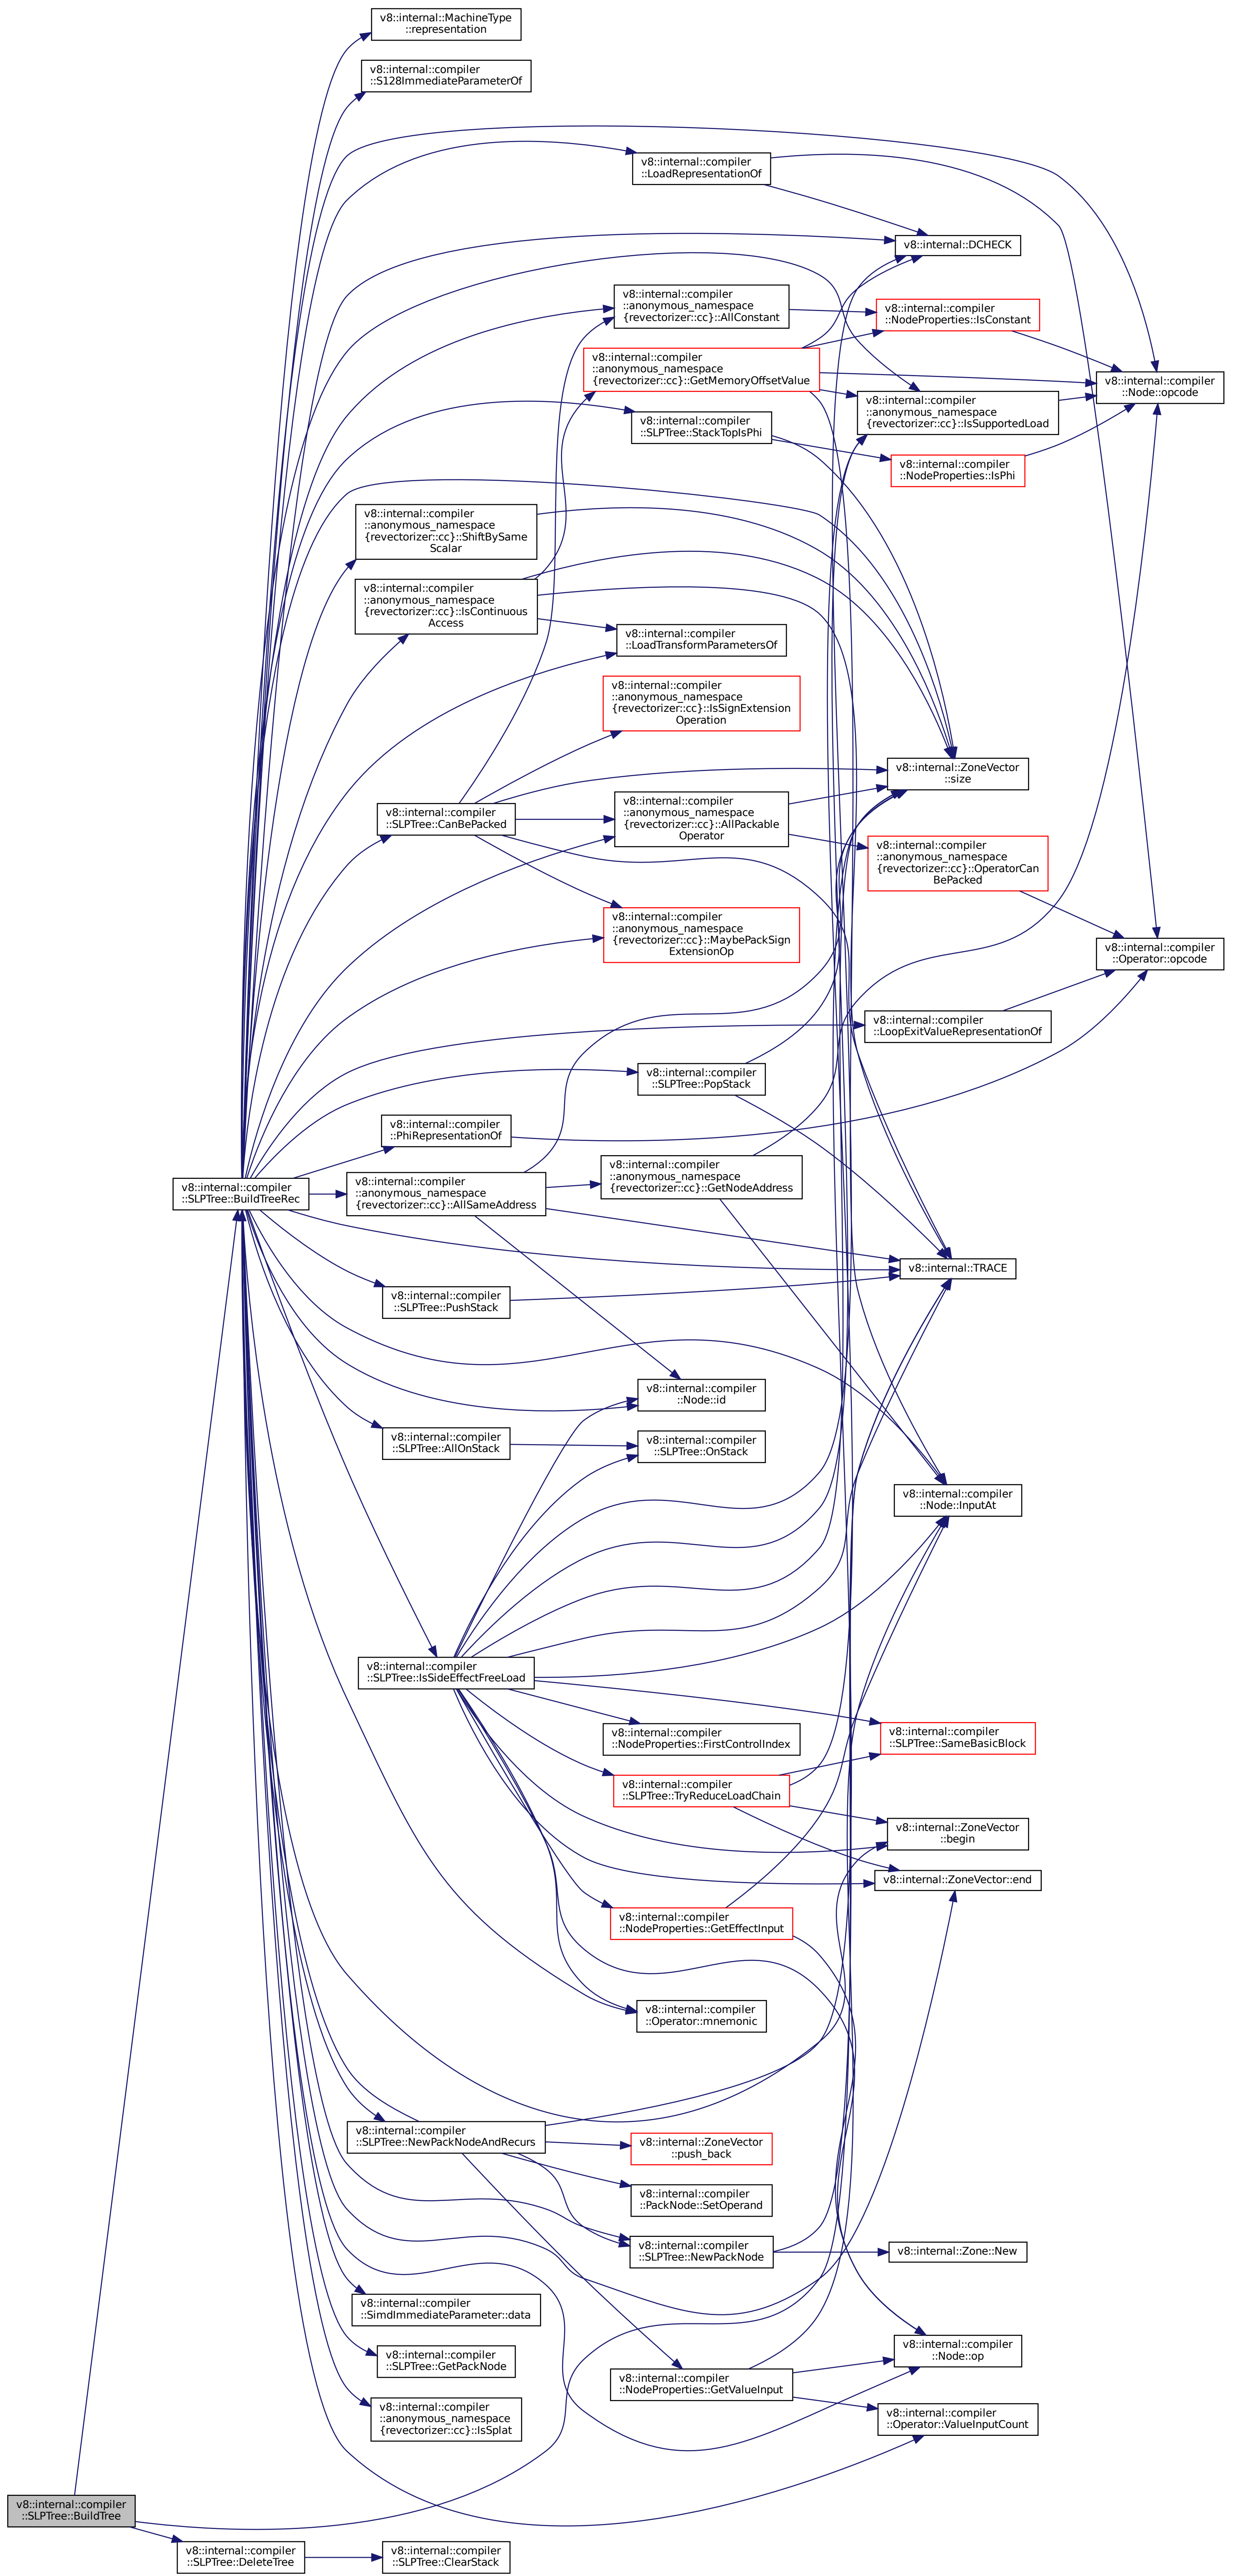 v8::internal::MachineType
::representation
v8::internal::compiler
::S128ImmediateParameterOf
v8::internal::compiler
::LoadRepresentationOf
v8::internal::DCHECK
v8::internal::compiler
::anonymous_namespace
{revectorizer::cc}::AllConstant
v8::internal::compiler
::NodeProperties::IsConstant
v8::internal::compiler
::anonymous_namespace
{revectorizer::cc}::GetMemoryOffsetValue
v8::internal::compiler
::Node::opcode
v8::internal::compiler
::anonymous_namespace
{revectorizer::cc}::IsSupportedLoad
v8::internal::compiler
::SLPTree::StackTopIsPhi
v8::internal::compiler
::NodeProperties::IsPhi
v8::internal::compiler
::anonymous_namespace
{revectorizer::cc}::ShiftBySame
Scalar
v8::internal::compiler
::anonymous_namespace
{revectorizer::cc}::IsContinuous
Access
v8::internal::compiler
::LoadTransformParametersOf
v8::internal::compiler
::anonymous_namespace
{revectorizer::cc}::IsSignExtension
Operation
v8::internal::ZoneVector
::size
v8::internal::compiler
::SLPTree::CanBePacked
v8::internal::compiler
::anonymous_namespace
{revectorizer::cc}::AllPackable
Operator
v8::internal::compiler
::anonymous_namespace
{revectorizer::cc}::OperatorCan
BePacked
v8::internal::compiler
::anonymous_namespace
{revectorizer::cc}::MaybePackSign
ExtensionOp
v8::internal::compiler
::Operator::opcode
v8::internal::compiler
::LoopExitValueRepresentationOf
v8::internal::compiler
::SLPTree::PopStack
v8::internal::compiler
::PhiRepresentationOf
v8::internal::compiler
::SLPTree::BuildTreeRec
v8::internal::compiler
::anonymous_namespace
{revectorizer::cc}::AllSameAddress
v8::internal::compiler
::anonymous_namespace
{revectorizer::cc}::GetNodeAddress
v8::internal::TRACE
v8::internal::compiler
::SLPTree::PushStack
v8::internal::compiler
::Node::id
v8::internal::compiler
::SLPTree::AllOnStack
v8::internal::compiler
::SLPTree::OnStack
v8::internal::compiler
::Node::InputAt
v8::internal::compiler
::SLPTree::IsSideEffectFreeLoad
v8::internal::compiler
::NodeProperties::FirstControlIndex
v8::internal::compiler
::SLPTree::SameBasicBlock
v8::internal::compiler
::SLPTree::TryReduceLoadChain
v8::internal::ZoneVector
::begin
v8::internal::ZoneVector::end
v8::internal::compiler
::NodeProperties::GetEffectInput
v8::internal::compiler
::Operator::mnemonic
v8::internal::compiler
::SLPTree::NewPackNodeAndRecurs
v8::internal::ZoneVector
::push_back
v8::internal::compiler
::PackNode::SetOperand
v8::internal::compiler
::SLPTree::NewPackNode
v8::internal::Zone::New
v8::internal::compiler
::SimdImmediateParameter::data
v8::internal::compiler
::Node::op
v8::internal::compiler
::SLPTree::GetPackNode
v8::internal::compiler
::NodeProperties::GetValueInput
v8::internal::compiler
::anonymous_namespace
{revectorizer::cc}::IsSplat
v8::internal::compiler
::Operator::ValueInputCount
v8::internal::compiler
::SLPTree::BuildTree
v8::internal::compiler
::SLPTree::DeleteTree
v8::internal::compiler
::SLPTree::ClearStack